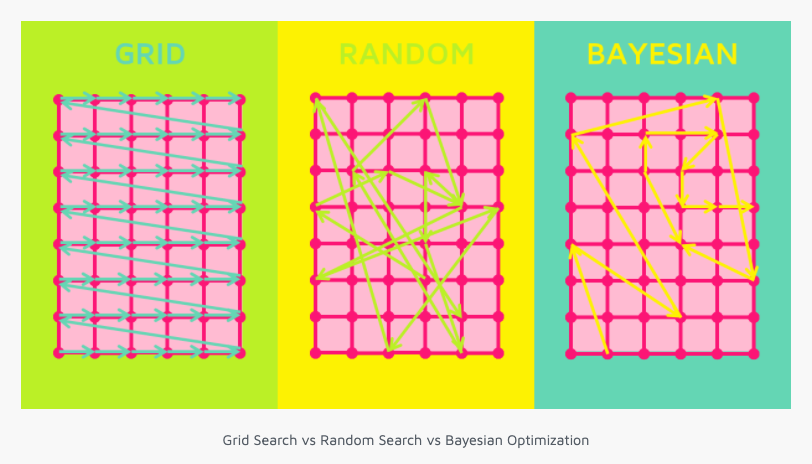 GRID
RANDOM
BAYESIAN
Grid Search vs Random Search vs Bayesian Optimization